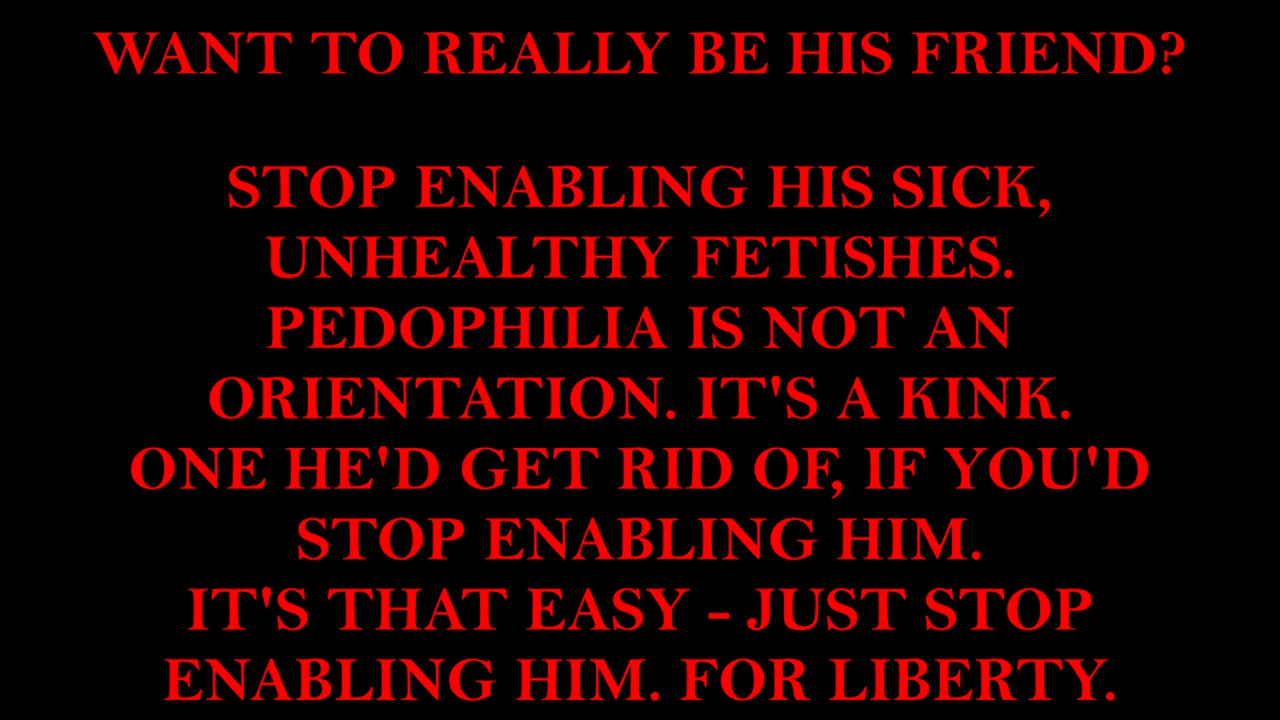 WANT TO REALLY BE HIS FRIEND?
STOP ENABLING HIS SICK,
UNHEALTHY FETISHES.
PEDOPHILIA IS NOT AN
ORIENTATION. IT'S A KINK.
ONE HE'D GET RID OF, IF YOU'D
STOP ENABLING HIM.
IT'S THAT EASY - JUST STOP
ENABLING HIM. FOR LIBERTY.